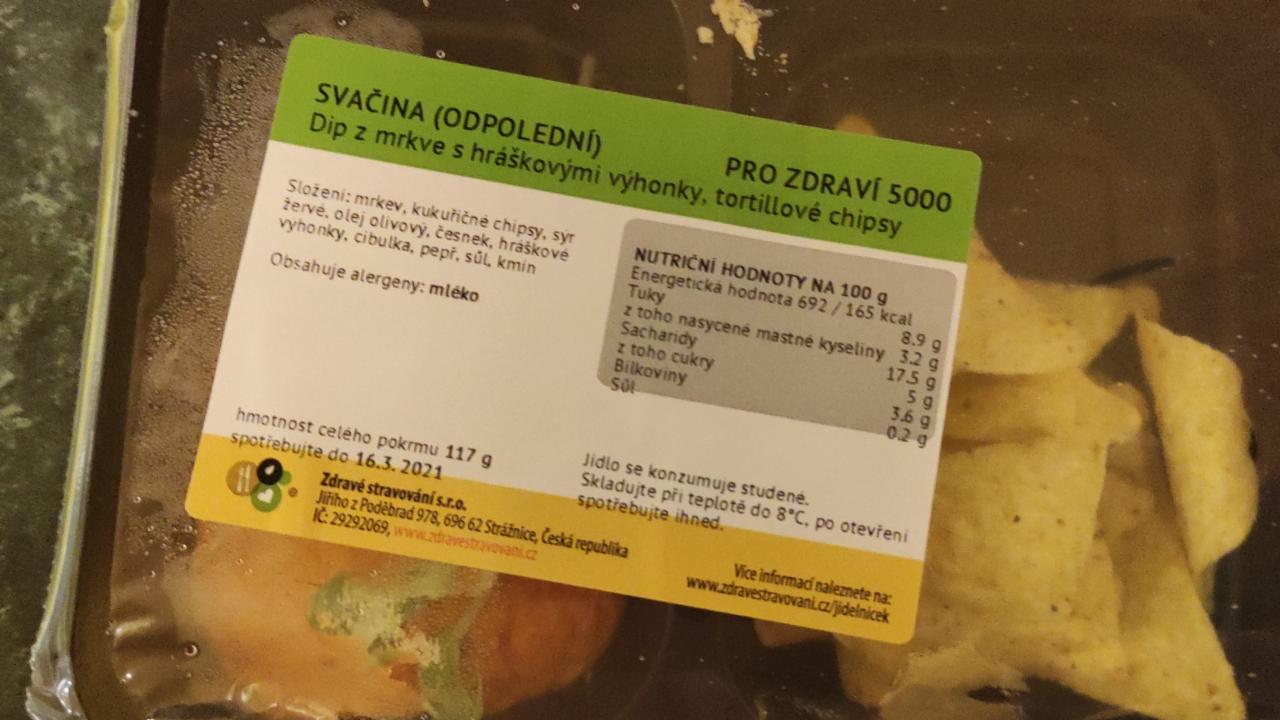 SVAČINA (ODPOLEDNÍ)
PRO ZDRAVÍ 5000
Dip z mrkve s hráškovými výhonky, tortillové chipsy
Složení: mrkev, kukuřičné chipsy, sýr
žervé, olej olivový, česnek, hráškové
výhonky, cibulka, pepř, sůl, kmín
Obsahuje alergeny: mléko
NUTRIČNÍ HODNOTY NA 100 g
Energetická hodnota 692 / 165 kcal
Tuky 8.9 g
z toho nasycené mastné kyseliny 3.2 g
Sacharidy 17.5 g
z toho cukry 5 g
Bílkoviny 3.6 g
Sůl 0.2 g
hmotnost celého pokrmu 117 g
spotřebujte do 16.3. 2021
Jídlo se konzumuje studené.
Skladujte při teplotě do 8°C, po otevření
spotřebujte ihned.
Zdravé stravování s.r.o.
Jiřího z Poděbrad 978, 696 62 Strážnice, Česká republika
IČ: 29292069, www.zdravestravovani.cz
Více informací naleznete na:
www.zdravestravovani.cz/jidelnicek